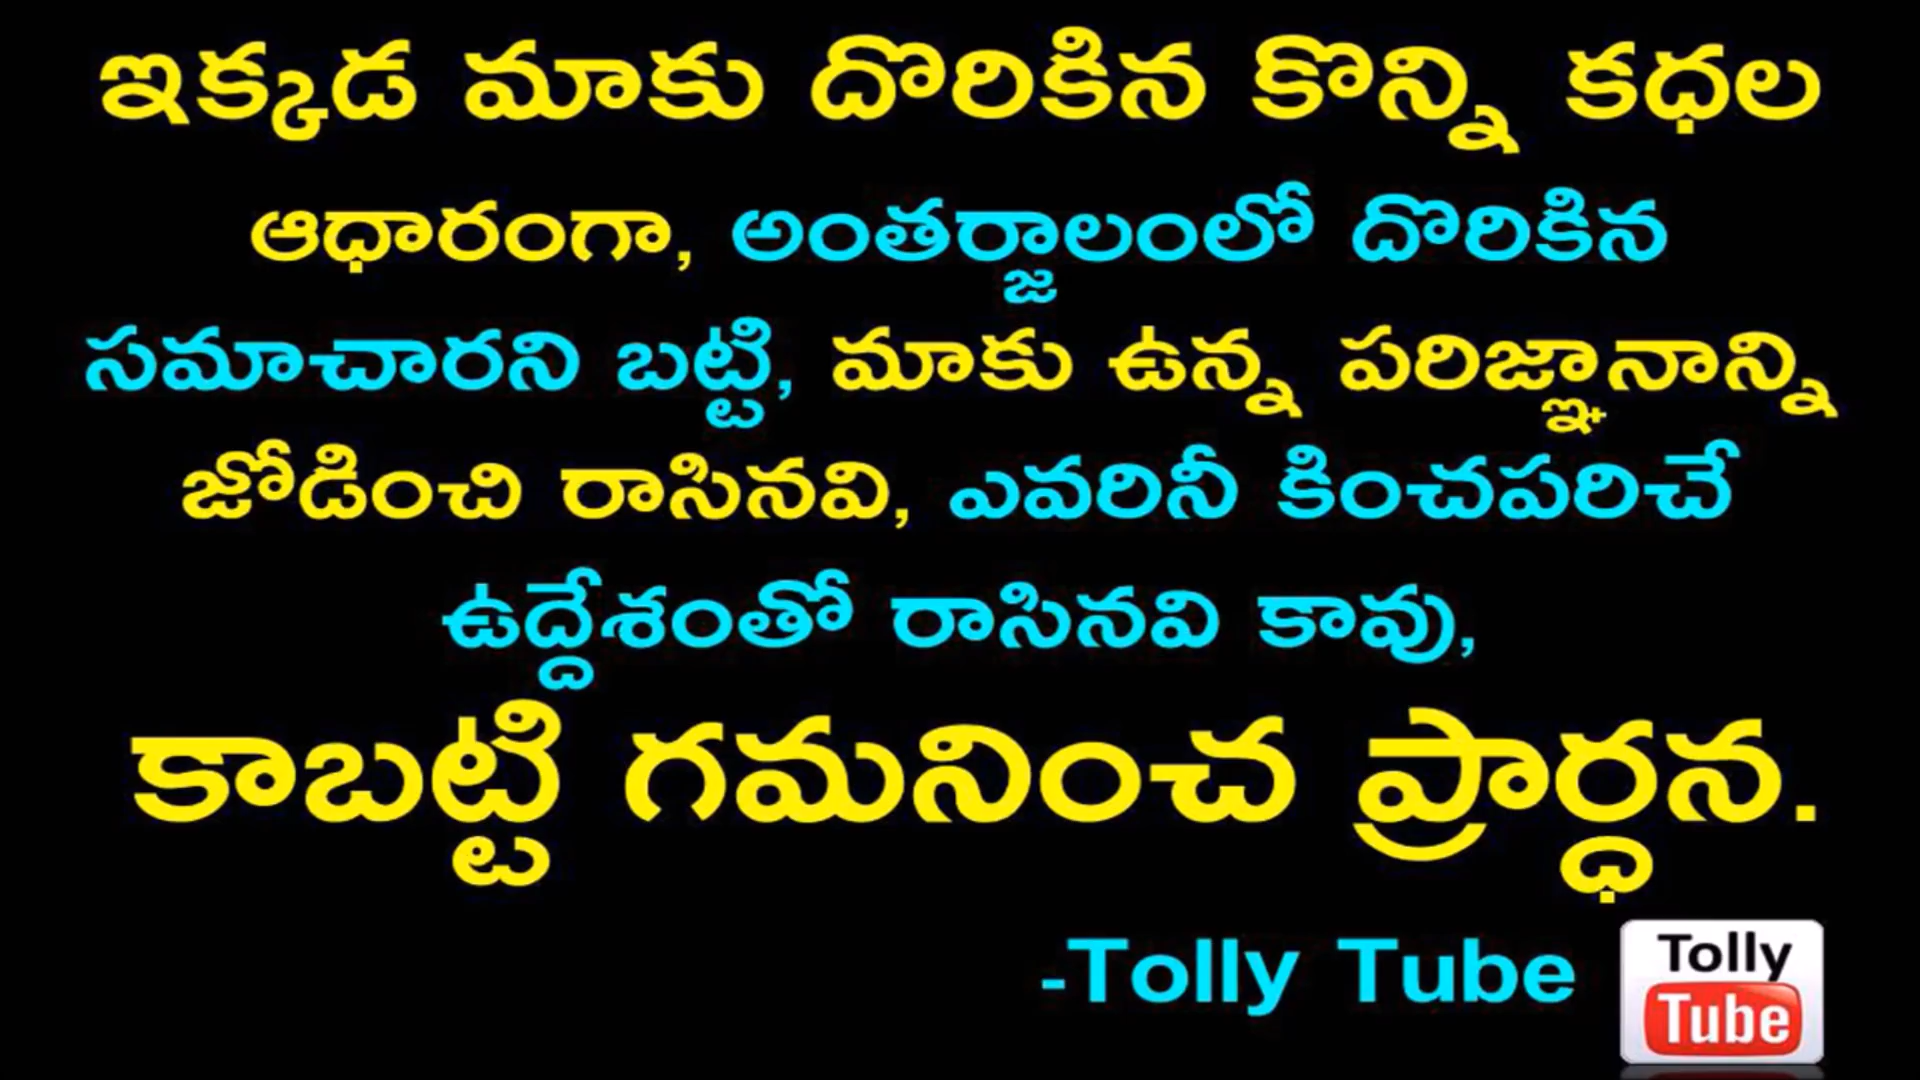 ఇక్కడ మాకు దొరికిన కొన్ని కధల
ఆధారంగా, అంతర్జాలంలో దొరికిన
సమాచారని బట్టి, మాకు ఉన్న పరిజ్ఞానాన్ని
జోడించి రాసినవి, ఎవరినీ కించపరిచే
ఉద్దేశంతో రాసినవి కావు,
కాబట్టి గమనించ ప్రార్ధన.
-Tolly Tube
Tolly
Tube